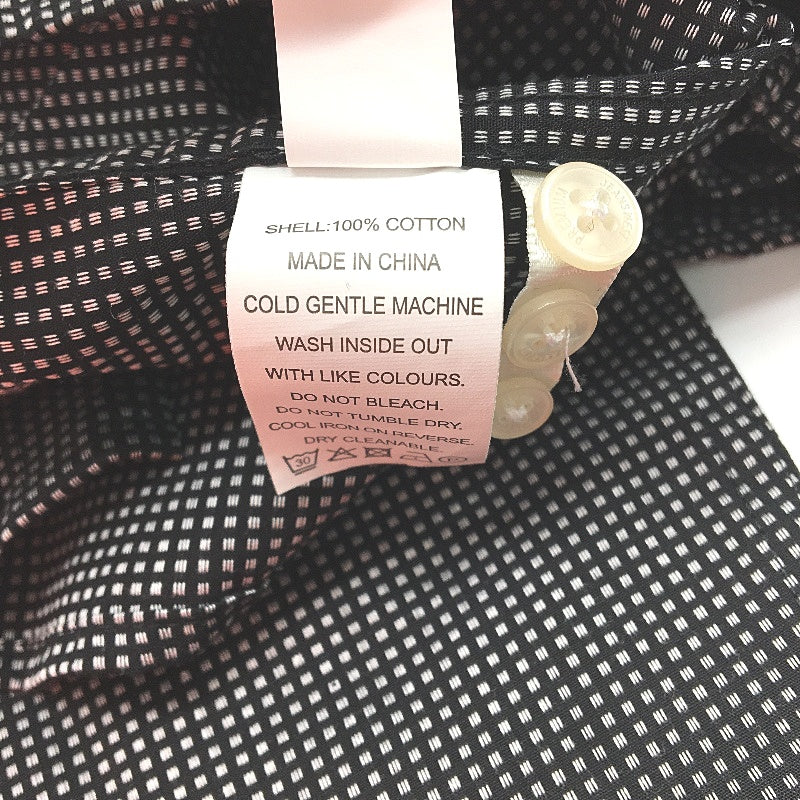 SHELL:100% COTTON
MADE IN CHINA
COLD GENTLE MACHINE
WASH INSIDE OUT
WITH LIKE COLOURS.
DO NOT BLEACH.
DO NOT TUMBLE DRY.
COOL IRON ON REVERSE.
DRY CLEANABLE.
30